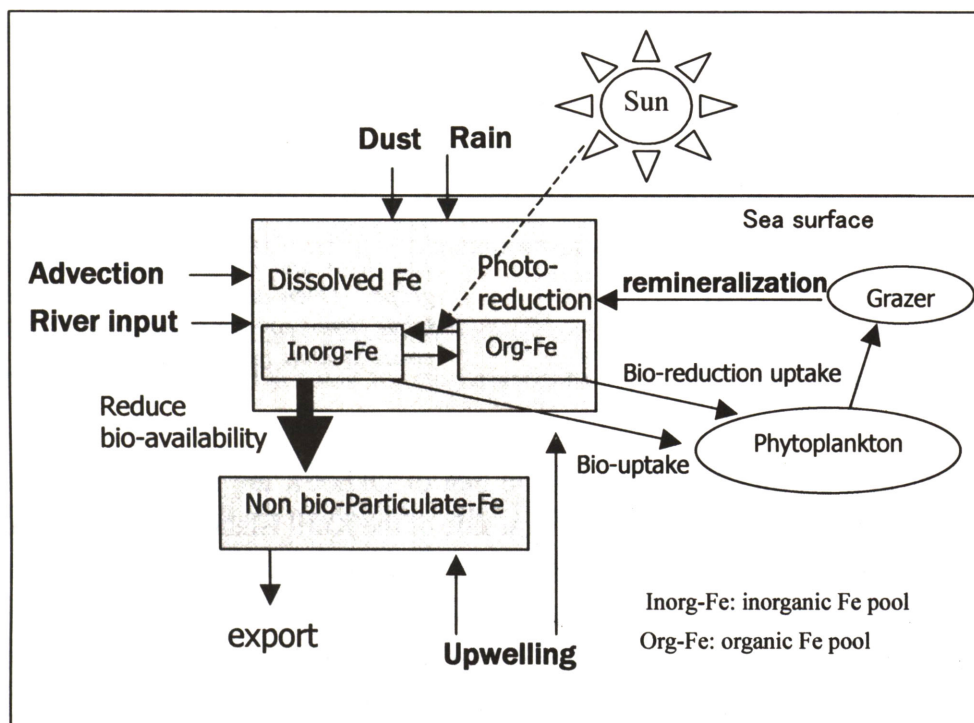 Sun
Dust Rain
Sea surface
Advection
River input
Dissolved Fe
Photo-
reduction
remineralization
Grazer
Inorg-Fe
Org-Fe
Reduce
bio-availability
Bio-reduction uptake
Bio-uptake
Phytoplankton
Non bio-Particulate-Fe
export
Upwelling
Inorg-Fe: inorganic Fe pool
Org-Fe: organic Fe pool